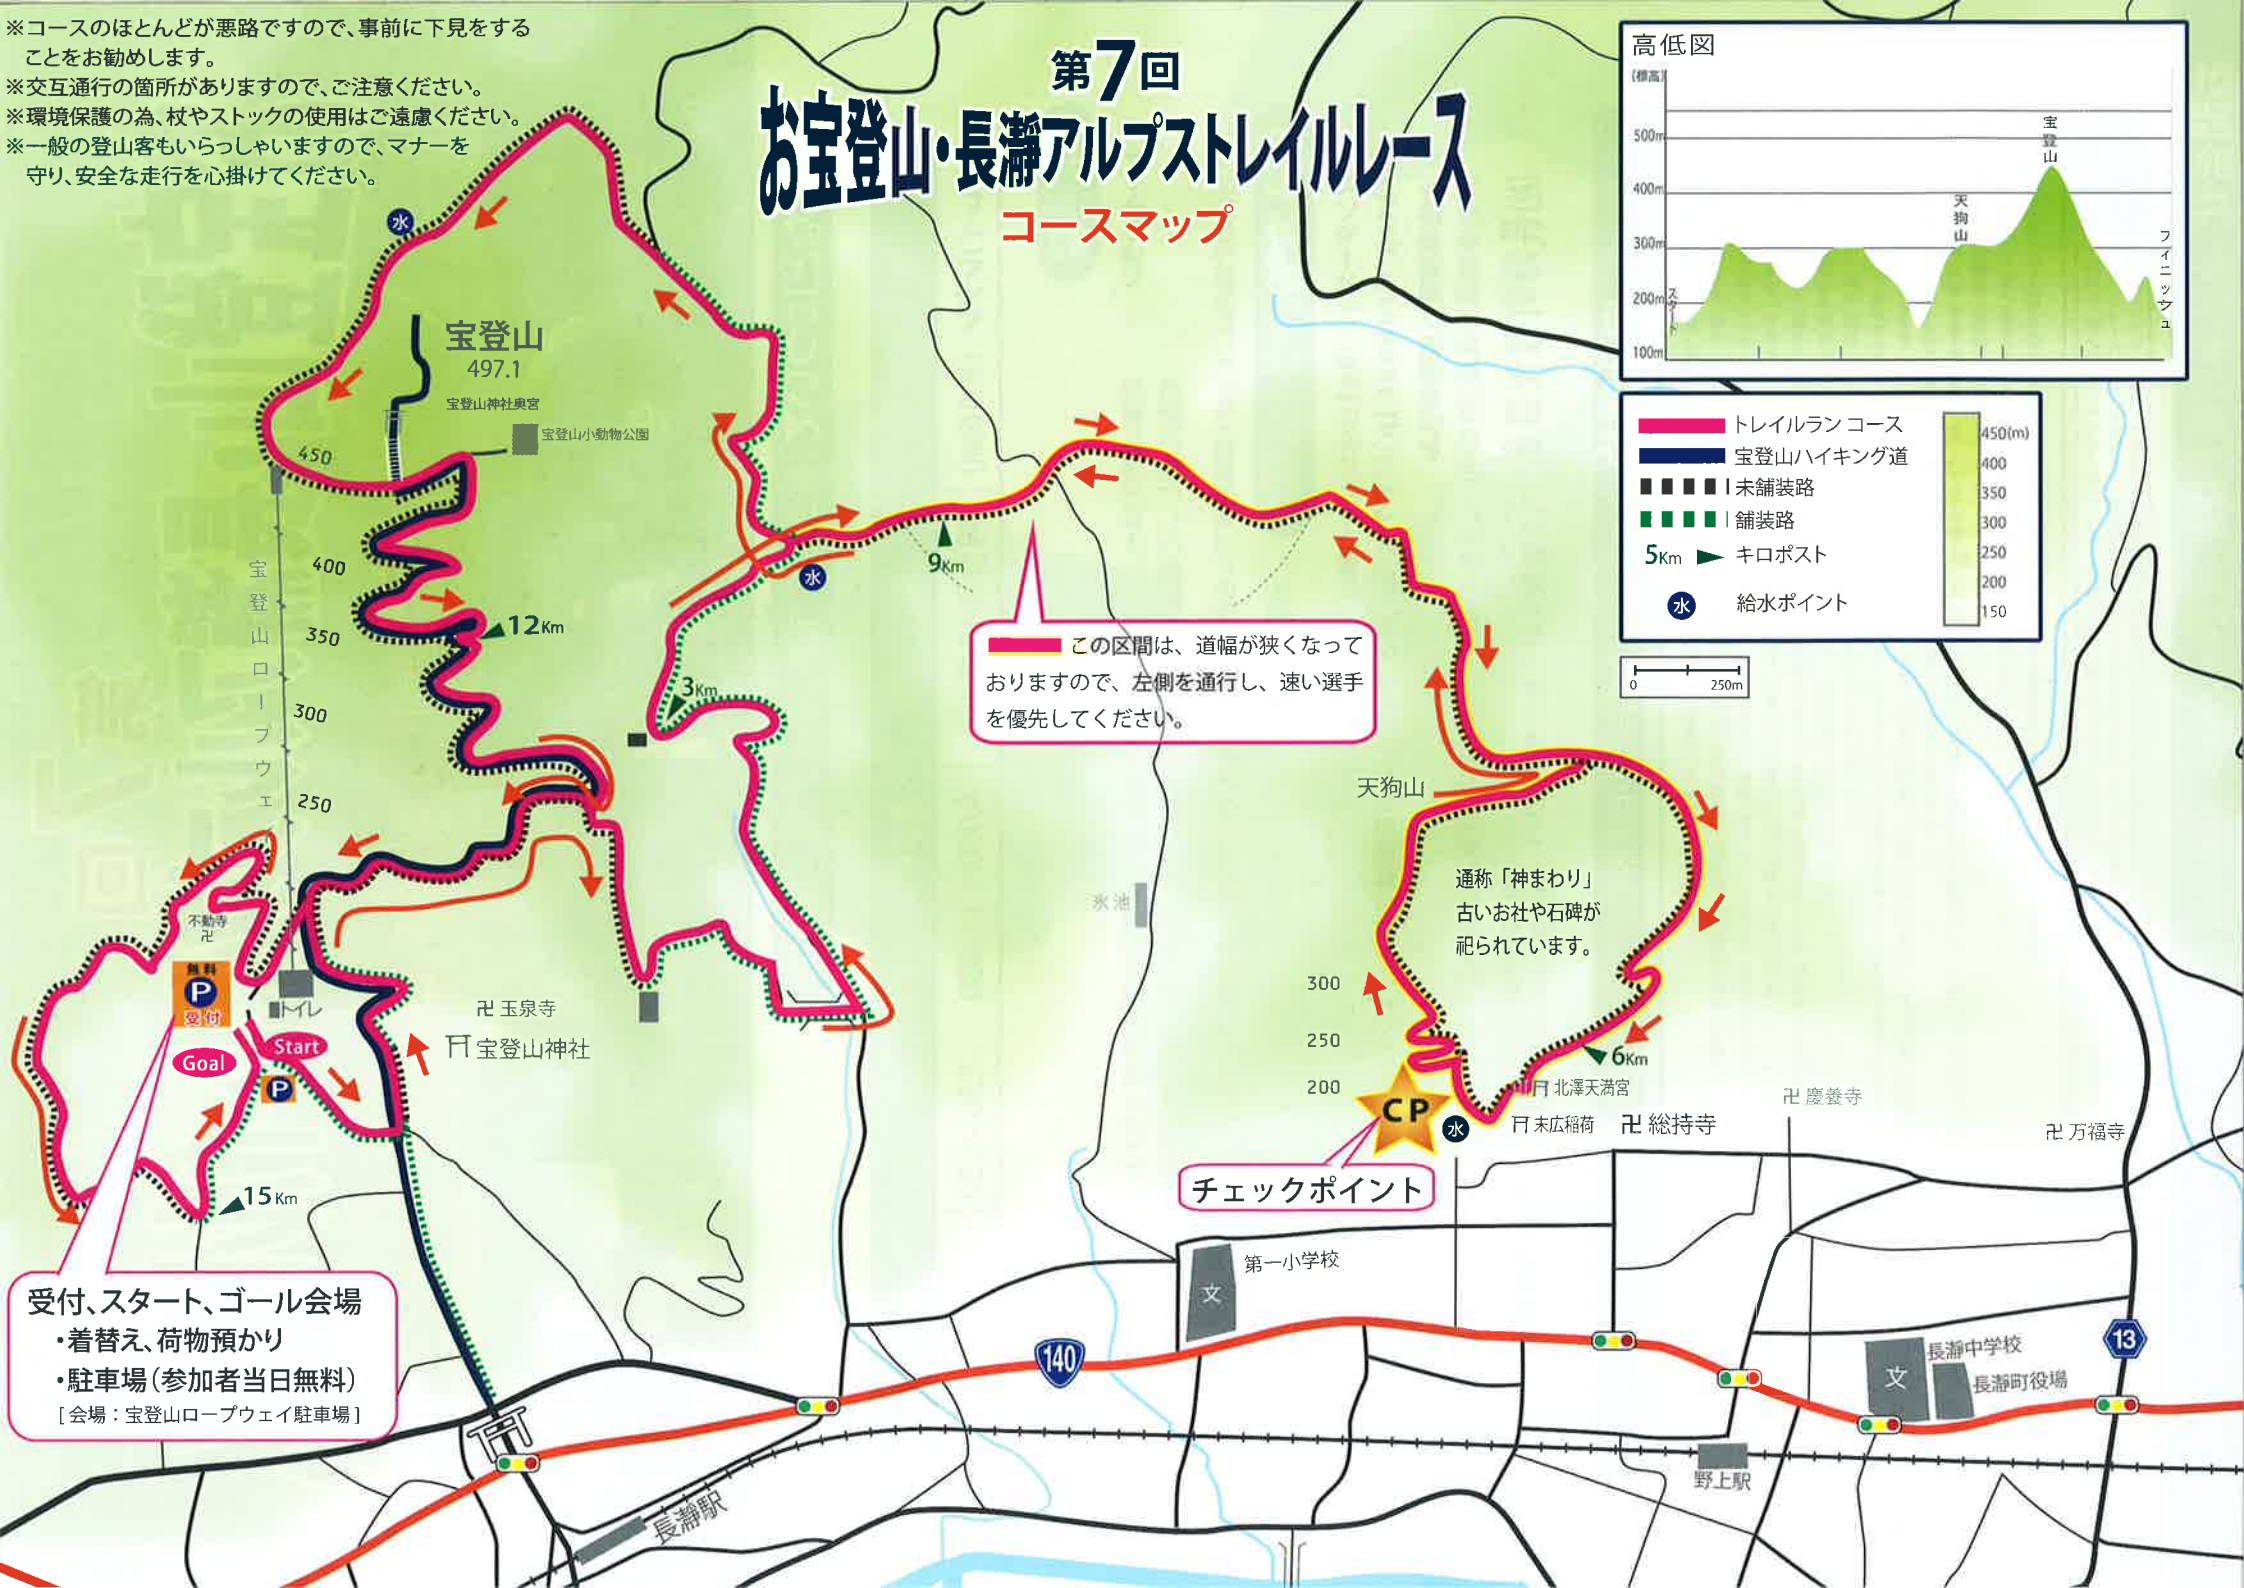 ※コースのほとんどが悪路ですので、事前に下見をする
ことをお勧めします。
※交互通行の箇所がありますので、ご注意ください。
※環境保護の為、杖やストックの使用はご遠慮ください。
※一般の登山客もいらっしゃいますので、マナーを
守り、安全な走行を心掛けてください。
第7回
お宝登山・長瀞アルプストレイルレース
コースマップ
高低図
(標高)
500m
400m
300m
200m
100m
スタート
天狗山
宝登山
フィニッシュ
トレイルラン コース
宝登山ハイキング道
未舗装路
舗装路
5Km キロポスト
水 給水ポイント
450(m)
400
350
300
250
200
150
0 250m
水
宝登山
497.1
宝登山神社奥宮
宝登山小動物公園
450
400
350
300
250
宝登山ロープウェイ
12Km
3Km
水
9Km
この区間は、道幅が狭くなって
おりますので、左側を通行し、速い選手
を優先してください。
天狗山
通称「神まわり」
古いお社や石碑が
祀られています。
氷池
300
250
200
6Km
CP
水
チェックポイント
北澤天満宮
末広稲荷
卍 総持寺
卍 慶養寺
卍 万福寺
不動寺
卍
無料
P
受付
トイレ
Goal
Start
P
卍 玉泉寺
宝登山神社
15Km
受付、スタート、ゴール会場
・着替え、荷物預かり
・駐車場(参加者当日無料)
[会場:宝登山ロープウェイ駐車場]
文
第一小学校
140
13
文
長瀞中学校
長瀞町役場
野上駅
長瀞駅